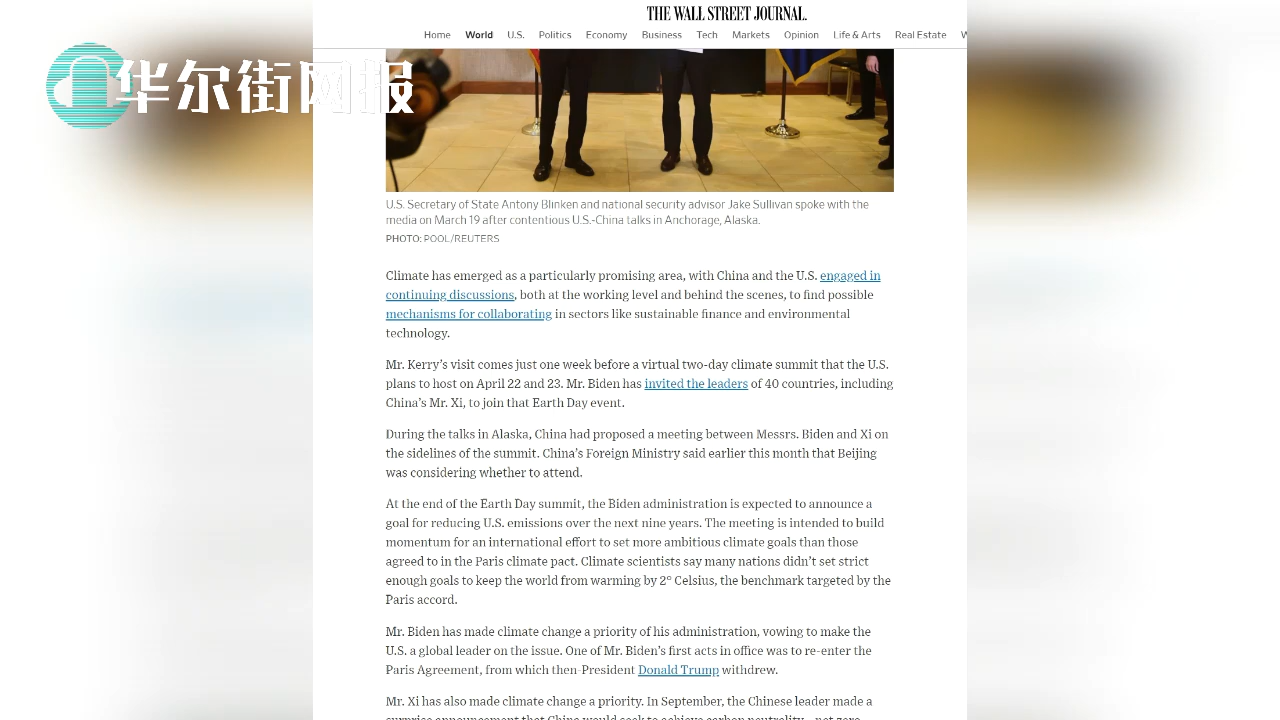 THE WALL STREET JOURNAL.
Home World U.S. Politics Economy Business Tech Markets Opinion Life & Arts Real Estate
华尔街网报
U.S. Secretary of State Antony Blinken and national security advisor Jake Sullivan spoke with the
media on March 19 after contentious U.S.-China talks in Anchorage, Alaska.
PHOTO: POOL/REUTERS
Climate has emerged as a particularly promising area, with China and the U.S. engaged in
continuing discussions, both at the working level and behind the scenes, to find possible
mechanisms for collaborating in sectors like sustainable finance and environmental
technology.
Mr. Kerry’s visit comes just one week before a virtual two-day climate summit that the U.S.
plans to host on April 22 and 23. Mr. Biden has invited the leaders of 40 countries, including
China’s Mr. Xi, to join that Earth Day event.
During the talks in Alaska, China had proposed a meeting between Messrs. Biden and Xi on
the sidelines of the summit. China’s Foreign Ministry said earlier this month that Beijing
was considering whether to attend.
At the end of the Earth Day summit, the Biden administration is expected to announce a
goal for reducing U.S. emissions over the next nine years. The meeting is intended to build
momentum for an international effort to set more ambitious climate goals than those
agreed to in the Paris climate pact. Climate scientists say many nations didn’t set strict
enough goals to keep the world from warming by 2° Celsius, the benchmark targeted by the
Paris accord.
Mr. Biden has made climate change a priority of his administration, vowing to make the
U.S. a global leader on the issue. One of Mr. Biden’s first acts in office was to re-enter the
Paris Agreement, from which then-President Donald Trump withdrew.
Mr. Xi has also made climate change a priority. In September, the Chinese leader made a
surprise announcement that China would seek to achieve carbon neutrality—net zero